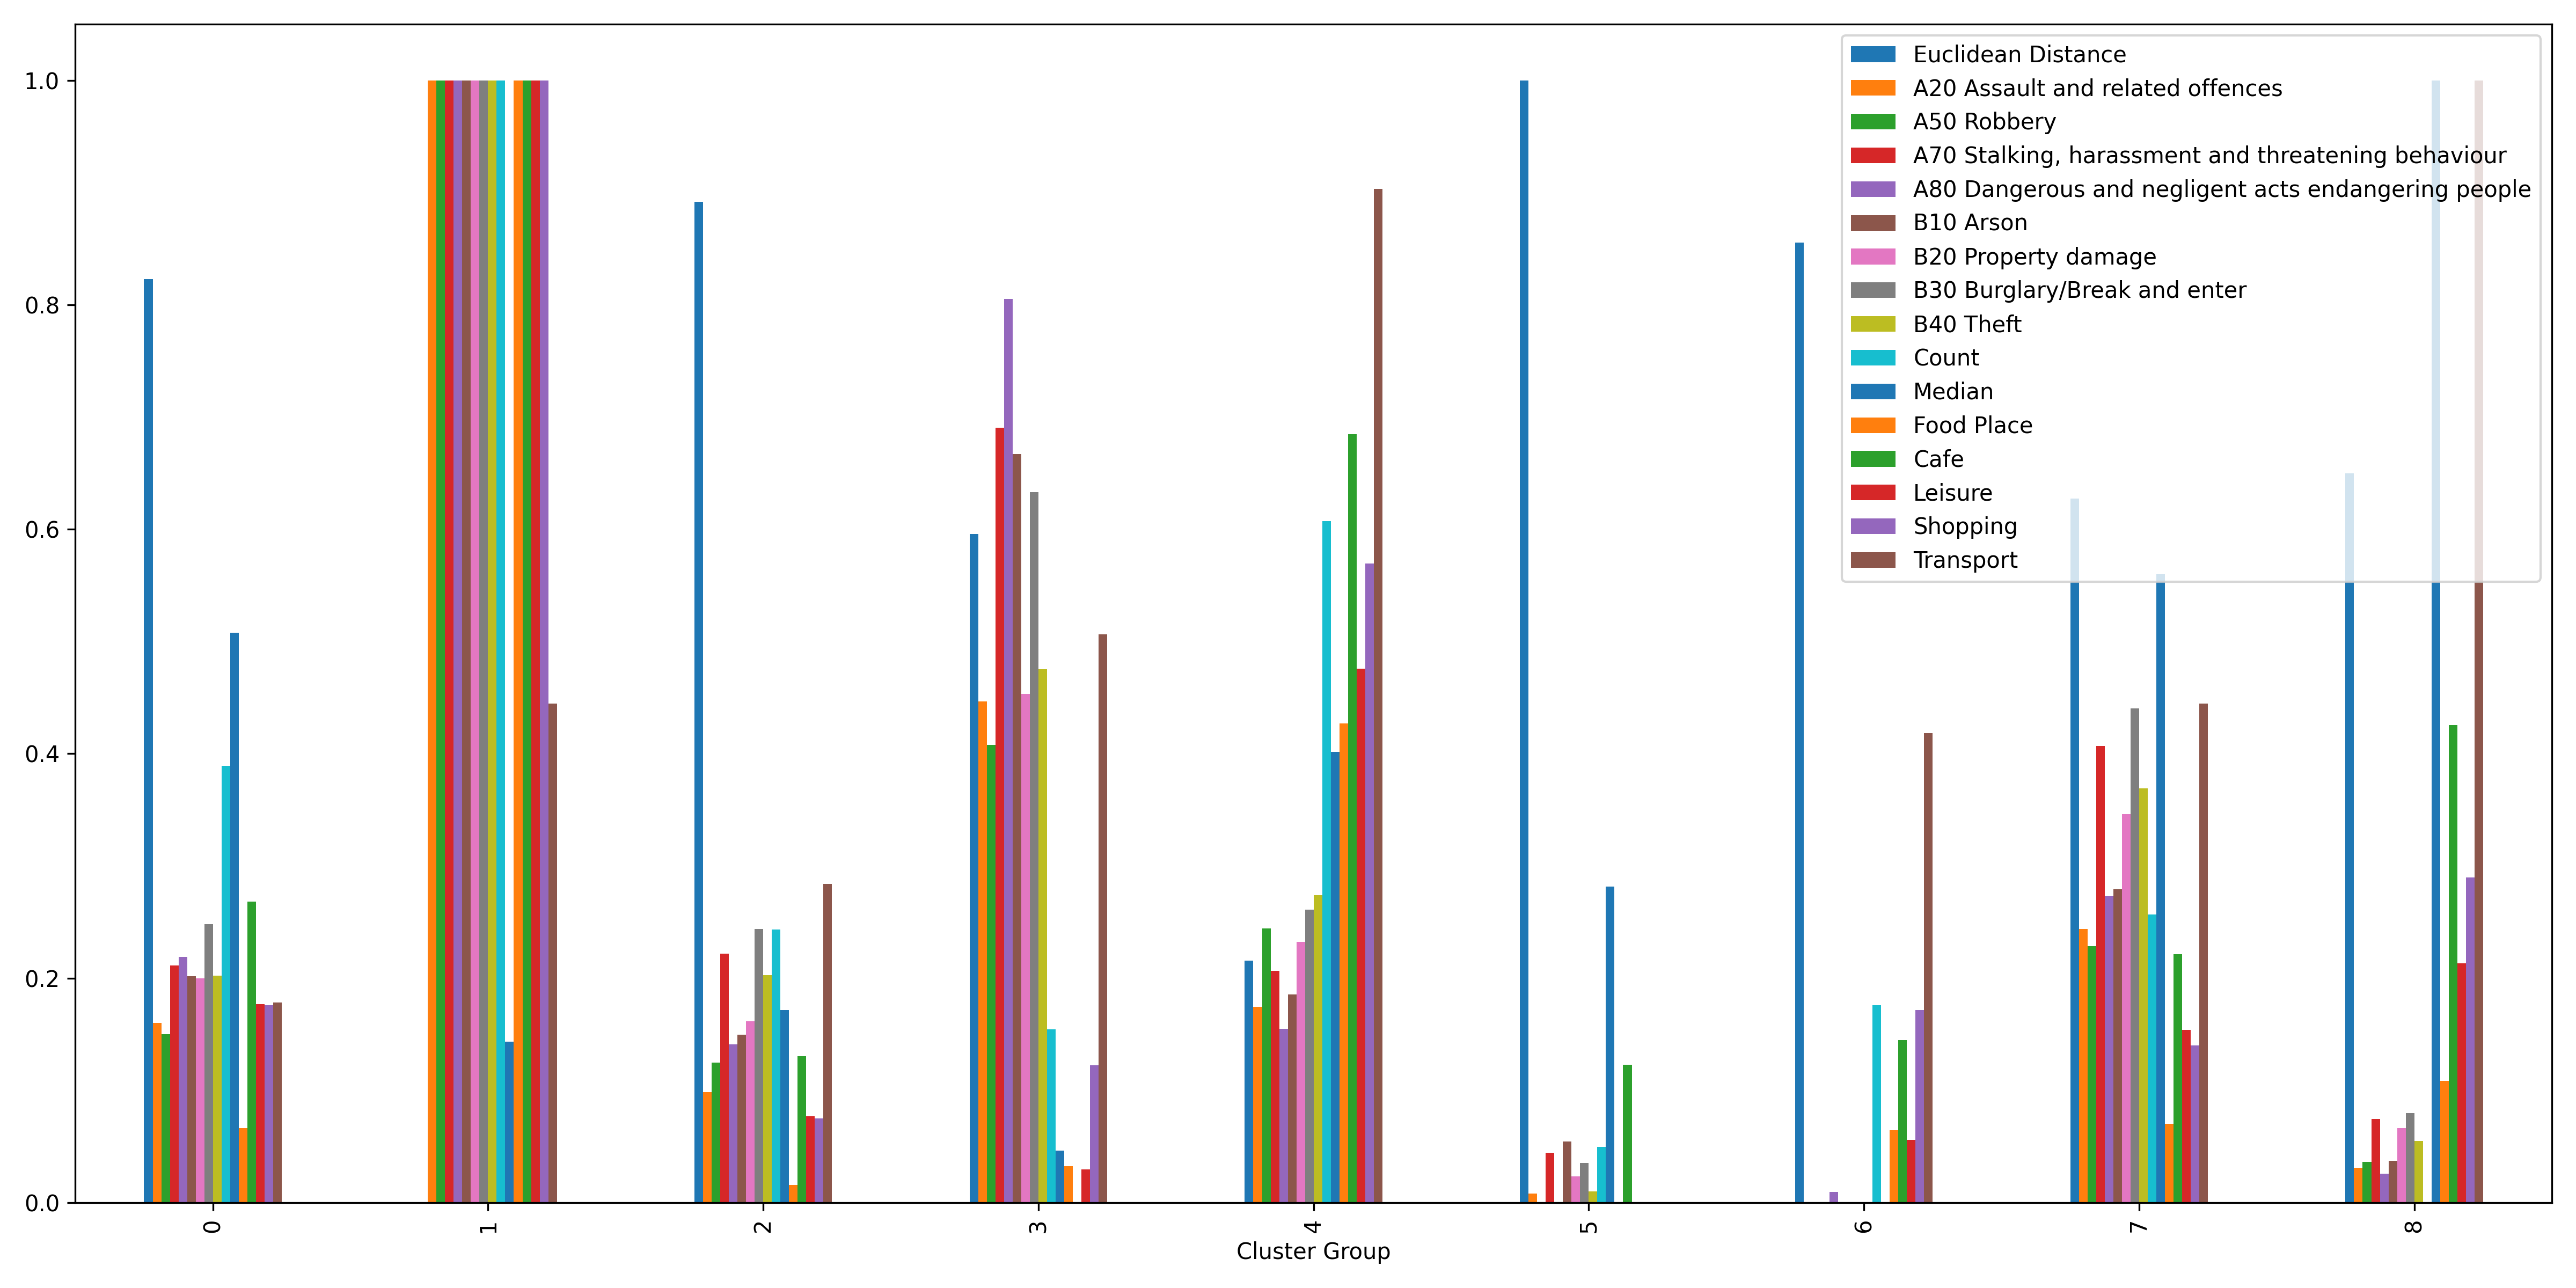 1.0
0.8
0.6
0.4
0.2
0.0
Euclidean Distance
A20 Assault and related offences
A50 Robbery
A70 Stalking, harassment and threatening behaviour
A80 Dangerous and negligent acts endangering people
B10 Arson
B20 Property damage
B30 Burglary/Break and enter
B40 Theft
Count
Median
Food Place
Cafe
Leisure
Shopping
Transport
0 1 2 3 4 5 6 7 8
Cluster Group